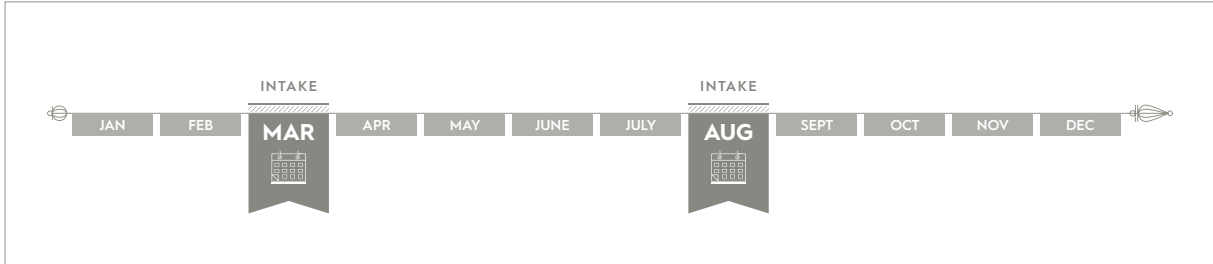 INTAKE INTAKE
JAN FEB MAR APR MAY JUNE JULY AUG SEPT OCT NOV DEC